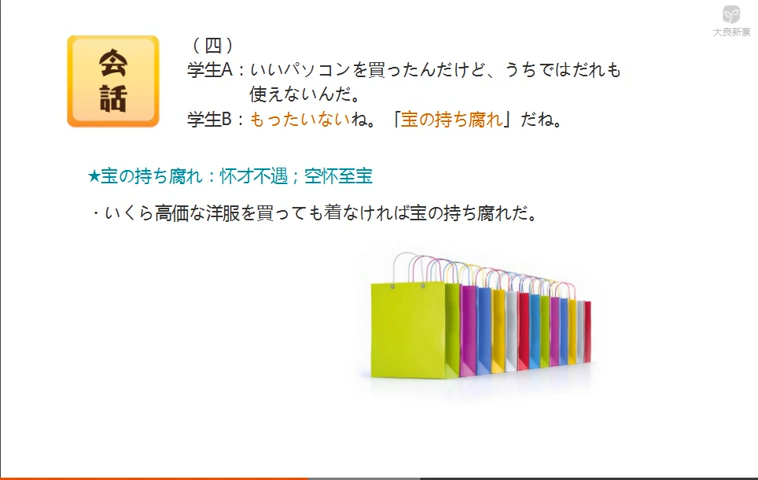 大良新寨
会
話
（四）
学生A：いいパソコンを買ったんだけど、うちではだれも
使えないんだ。
学生B：もったいないね。「宝の持ち腐れ」だね。
★宝の持ち腐れ：怀才不遇；空怀至宝
・いくら高価な洋服を買っても着なければ宝の持ち腐れだ。